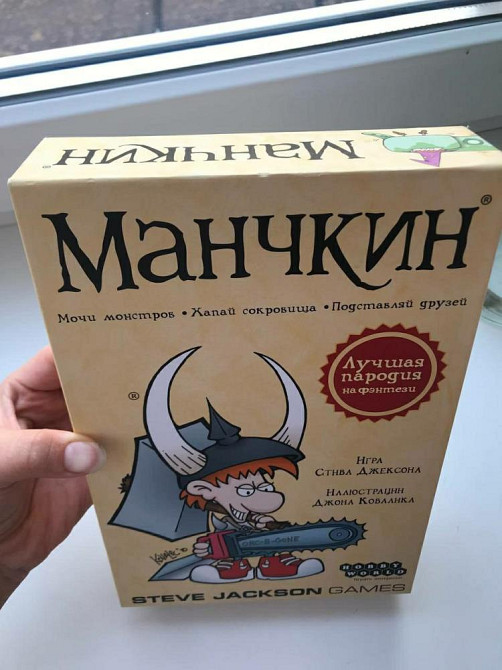 Манчкин
Манчкин®
Мочи монстров • Хапай сокровища • Подставляй друзей
Лучшая
пародия
на фэнтези
®
Игра
Стива Джексона
Иллюстрации
Джона Ковалика
HOBBY
WORLD
STEVE JACKSON GAMES